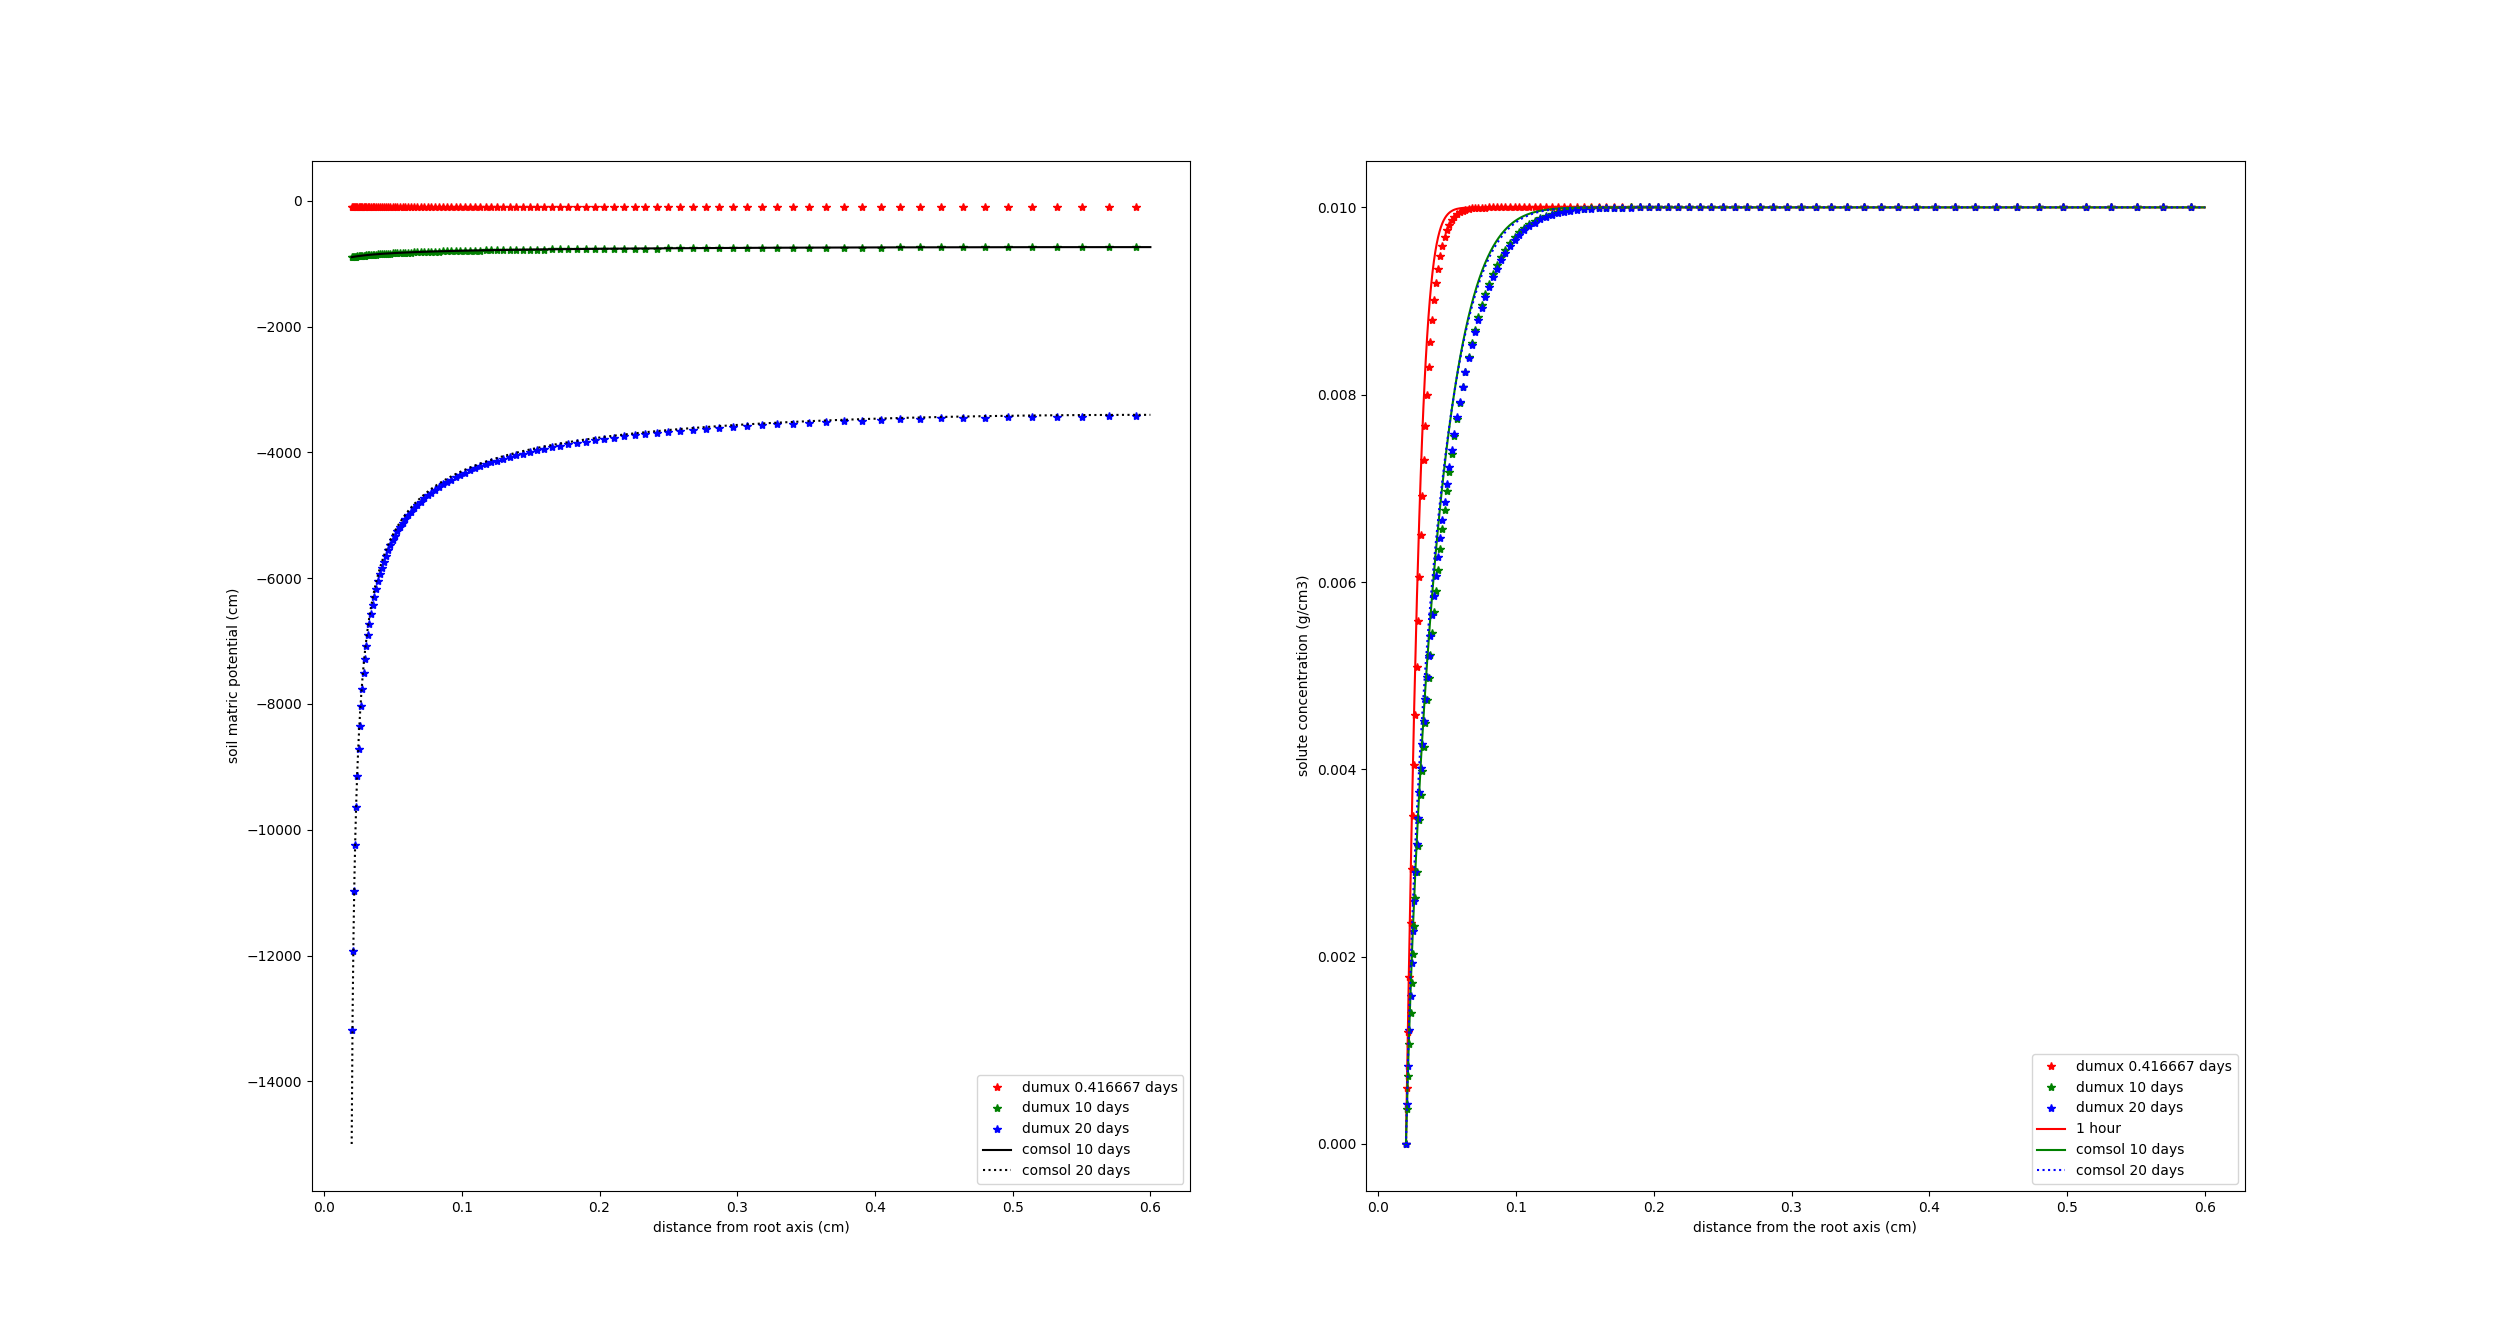 0
−2000
−4000
−6000
−8000
−10000
−12000
−14000
soil matric potential (cm)
0.0 0.1 0.2 0.3 0.4 0.5 0.6
distance from root axis (cm)
dumux 0.416667 days
dumux 10 days
dumux 20 days
comsol 10 days
comsol 20 days
0.010
0.008
0.006
0.004
0.002
0.000
solute concentration (g/cm3)
0.0 0.1 0.2 0.3 0.4 0.5 0.6
distance from the root axis (cm)
dumux 0.416667 days
dumux 10 days
dumux 20 days
1 hour
comsol 10 days
comsol 20 days